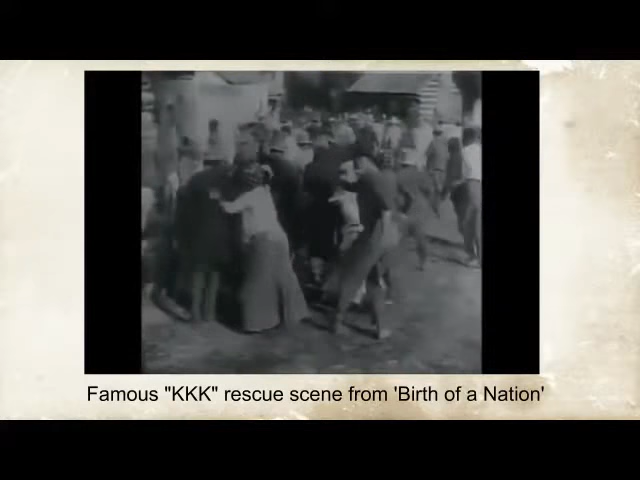 Famous "KKK" rescue scene from 'Birth of a Nation'